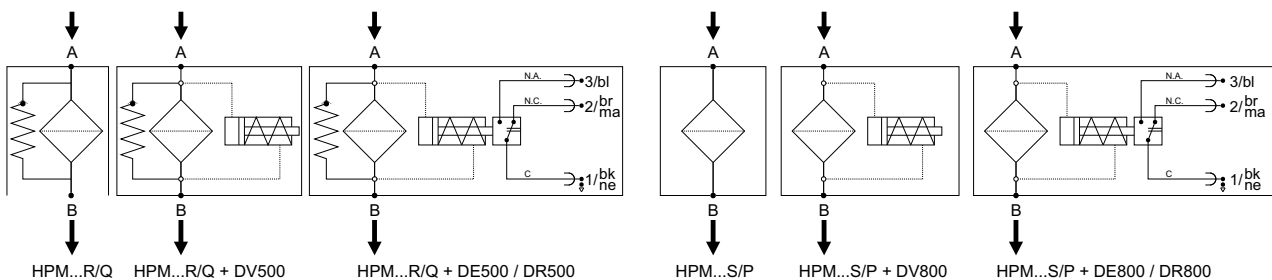 A A A A A A
N.A. 3/bl N.A. 3/bl
N.C. 2/br ma N.C. 2/br ma
C 1/bk ne C 1/bk ne
B B B B B B
HPM...R/Q HPM...R/Q + DV500 HPM...R/Q + DE500 / DR500 HPM...S/P HPM...S/P + DV800 HPM...S/P + DE800 / DR800